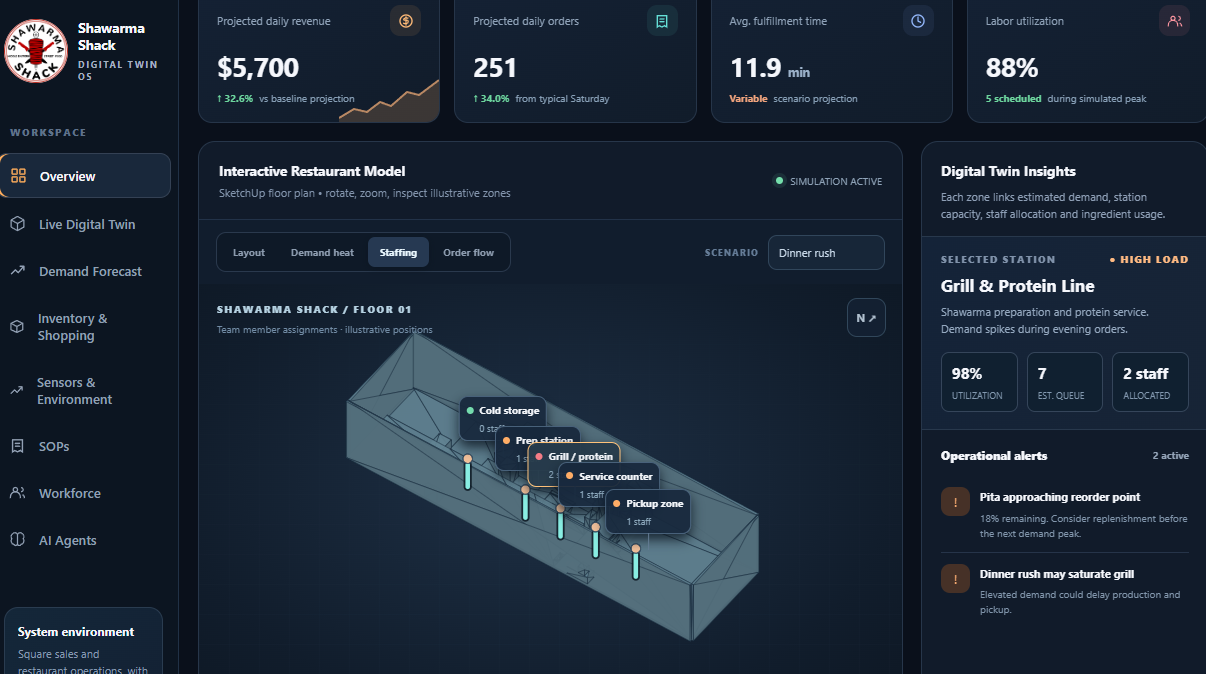 SHAWARMA
SHACK
Shawarma
Shack
DIGITAL TWIN
OS
WORKSPACE
Overview
Live Digital Twin
Demand Forecast
Inventory &
Shopping
Sensors &
Environment
SOPs
Workforce
AI Agents
System environment
Square sales and
restaurant operations, with
Projected daily revenue
$5,700
↑ 32.6% vs baseline projection
Projected daily orders
251
↑ 34.0% from typical Saturday
Avg. fulfillment time
11.9 min
Variable scenario projection
Labor utilization
88%
5 scheduled during simulated peak
Interactive Restaurant Model
SketchUp floor plan • rotate, zoom, inspect illustrative zones
SIMULATION ACTIVE
Layout
Demand heat
Staffing
Order flow
SCENARIO
Dinner rush
SHAWARMA SHACK / FLOOR 01
Team member assignments · illustrative positions
N ↗
Cold storage
0 staff
Prep station
1 s
Grill / protein
2 s
Service counter
1 staff
Pickup zone
1 staff
Digital Twin Insights
Each zone links estimated demand, station
capacity, staff allocation and ingredient usage.
SELECTED STATION
• HIGH LOAD
Grill & Protein Line
Shawarma preparation and protein service.
Demand spikes during evening orders.
98%
UTILIZATION
7
EST. QUEUE
2 staff
ALLOCATED
Operational alerts
2 active
!
Pita approaching reorder point
18% remaining. Consider replenishment before
the next demand peak.
!
Dinner rush may saturate grill
Elevated demand could delay production and
pickup.